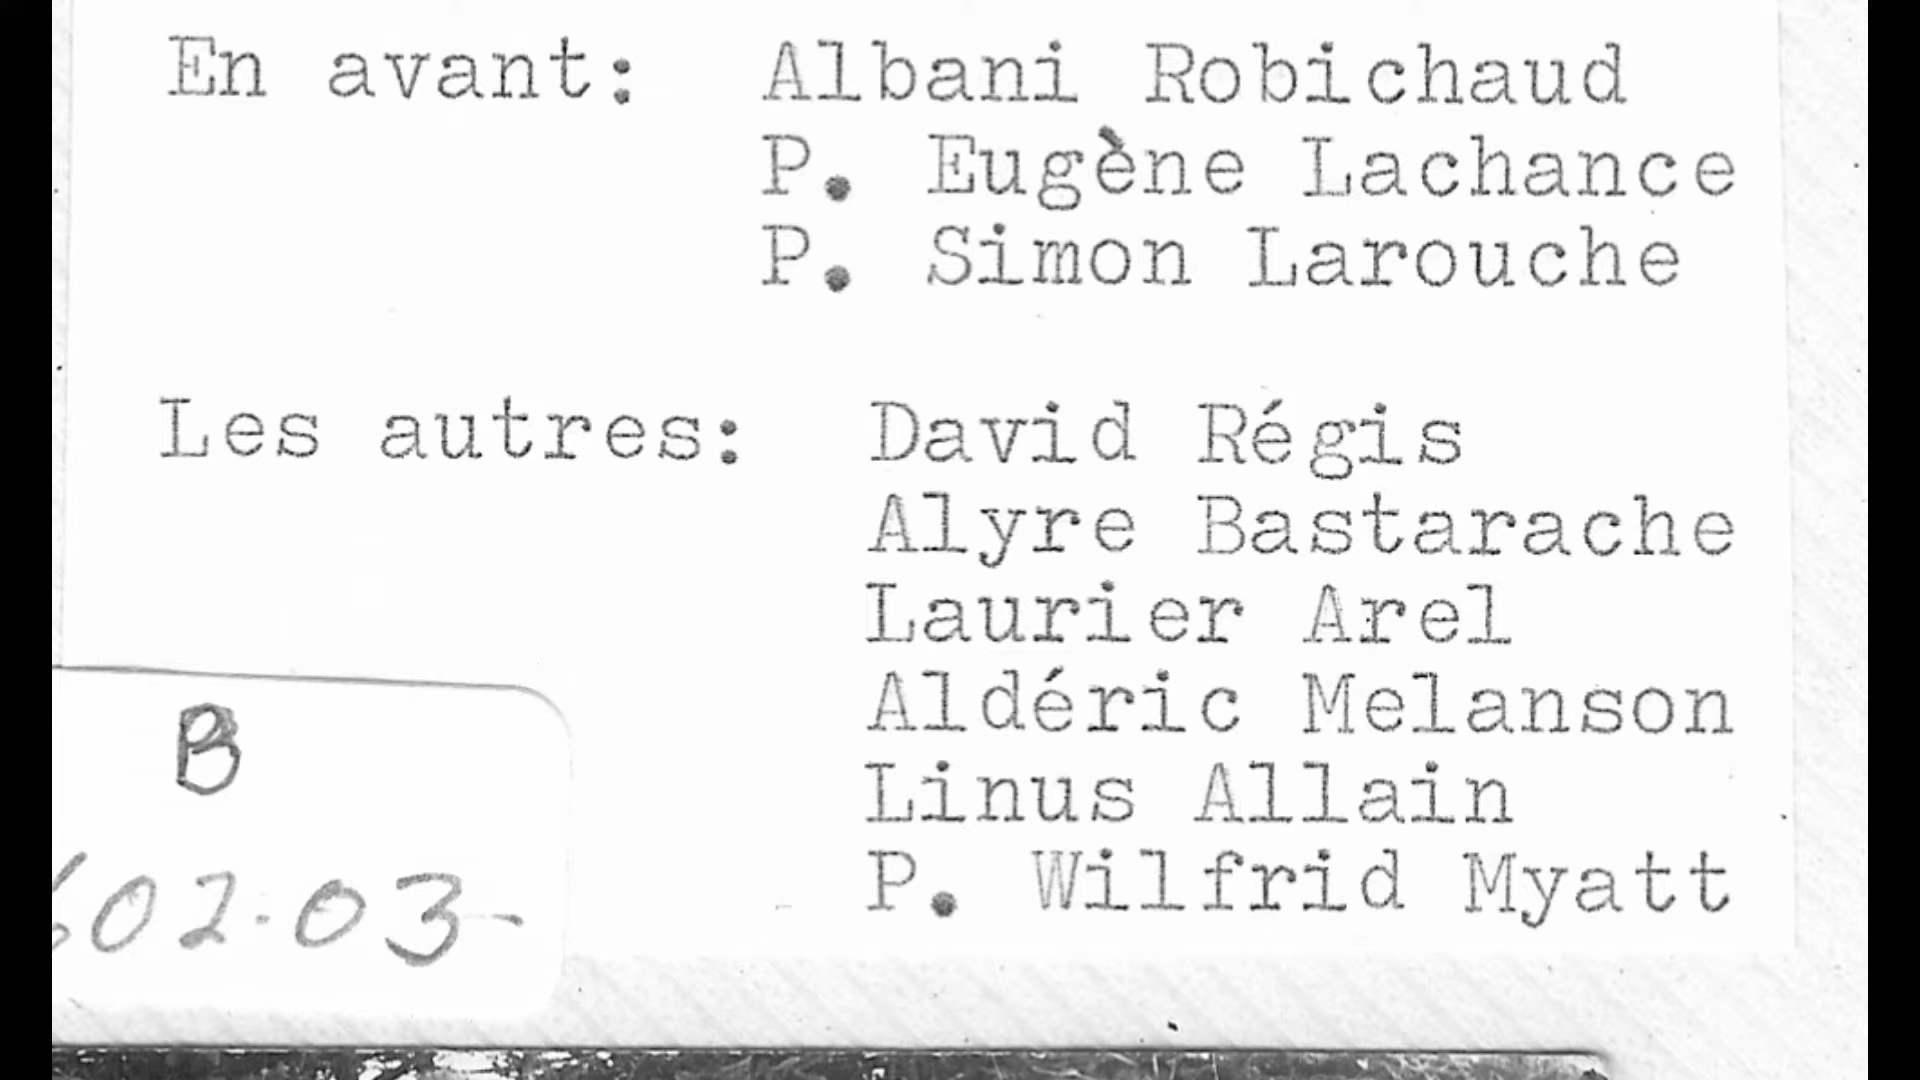 En avant: Albani Robichaud
P. Eugène Lachance
P. Simon Larouche
Les autres: David Régis
Alyre Bastarache
Laurier Arel
Aldéric Melanson
Linus Allain
P. Wilfrid Myatt
B
602.03-